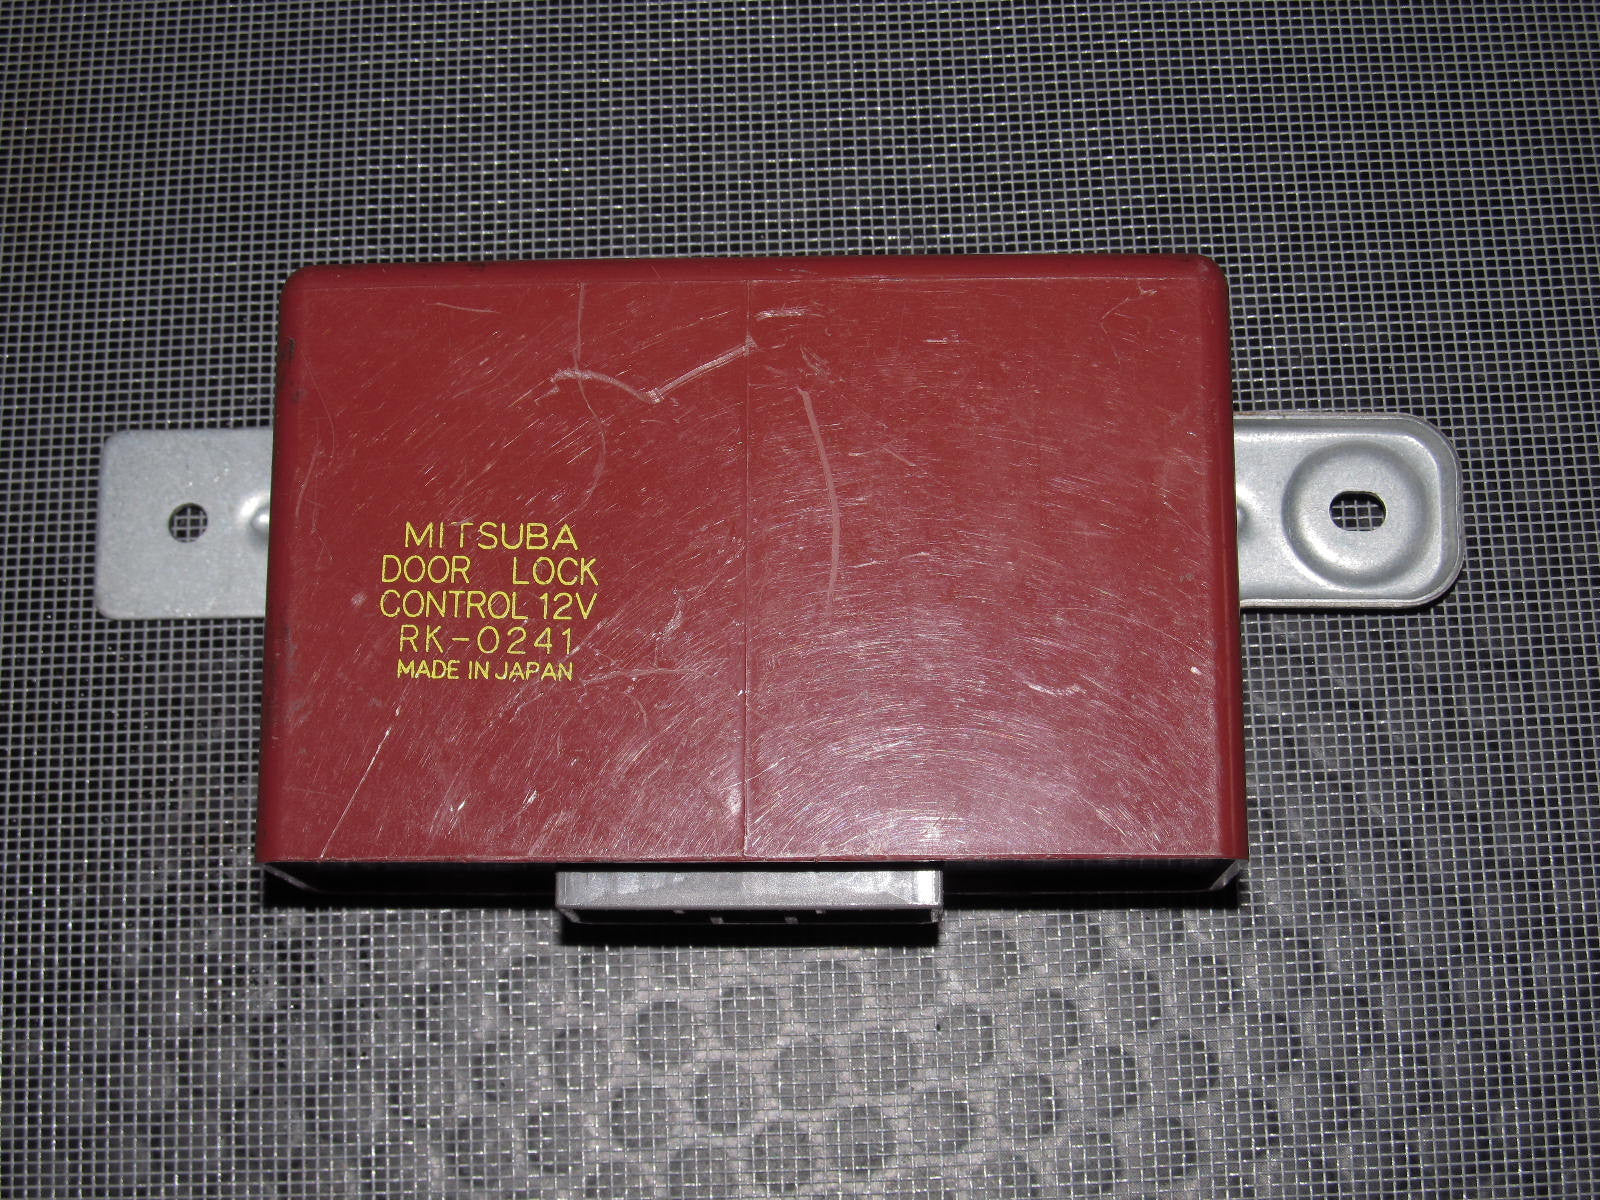 MITSUBA
DOOR LOCK
CONTROL 12V
RK-0241
MADE IN JAPAN